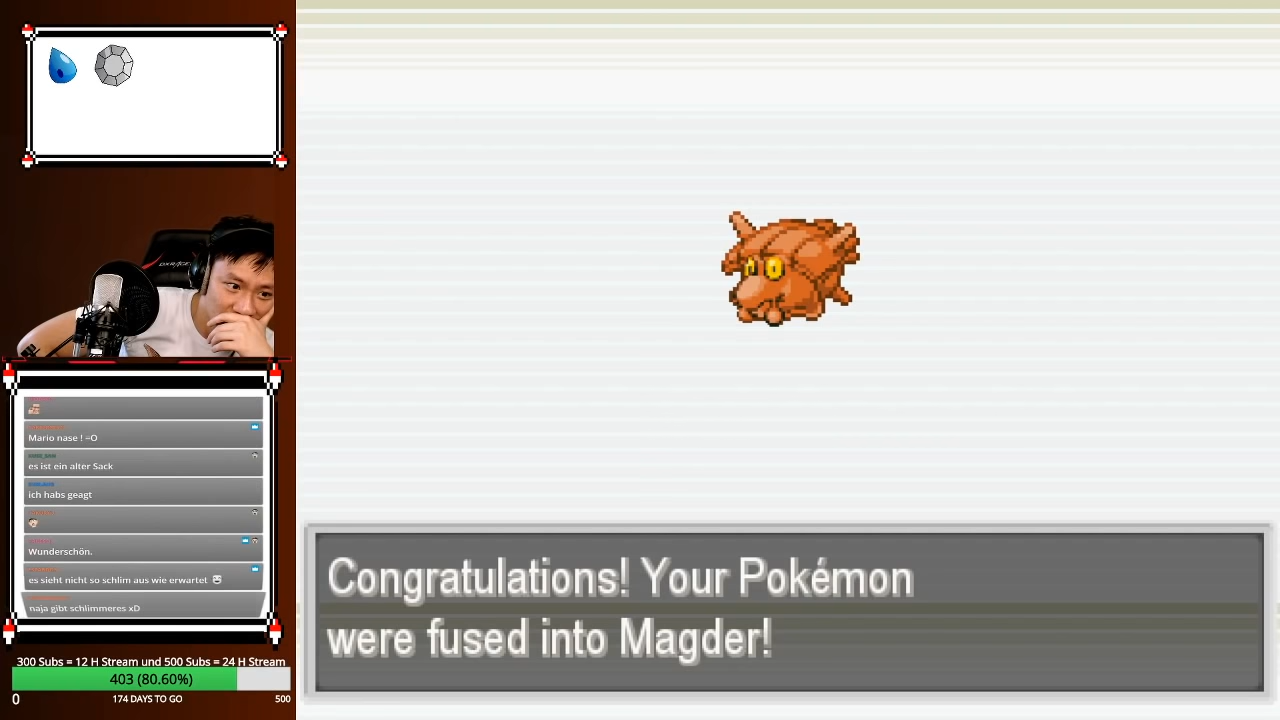 DXRACER
Mario nase ! =O
es ist ein alter Sack
ich habs geagt
Wunderschön.
es sieht nicht so schlim aus wie erwartet
naja gibt schlimmeres xD
300 Subs = 12 H Stream und 500 Subs = 24 H Stream
403 (80.60%)
0
174 DAYS TO GO
500
Congratulations! Your Pokémon
were fused into Magder!